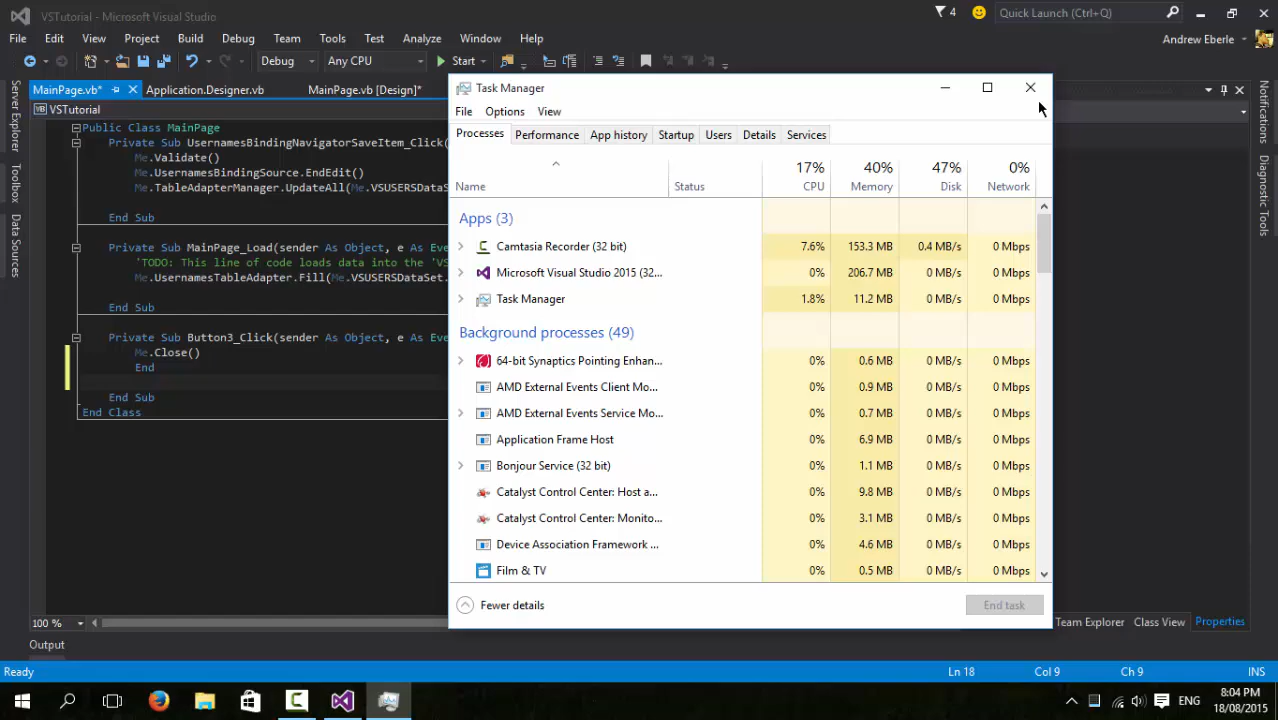 VSTutorial - Microsoft Visual Studio
4
Quick Launch (Ctrl+Q)
File Edit View Project Build Debug Team Tools Test Analyze Window Help
Andrew Eberle
Debug Any CPU Start
MainPage.vb* Application.Designer.vb MainPage.vb [Design]*
VSTutorial
Server Explorer
Toolbox
Data Sources
Public Class MainPage
Private Sub UsernamesBindingNavigatorSaveItem_Click(
Me.Validate()
Me.UsernamesBindingSource.EndEdit()
Me.TableAdapterManager.UpdateAll(Me.VSUSERSDataS
End Sub
Private Sub MainPage_Load(sender As Object, e As Eve
'TODO: This line of code loads data into the 'VS
Me.UsernamesTableAdapter.Fill(Me.VSUSERSDataSet.
End Sub
Private Sub Button3_Click(sender As Object, e As Eve
Me.Close()
End
End Sub
End Class
100 %
Output
Task Manager
File Options View
Processes Performance App history Startup Users Details Services
17% 40% 47% 0%
Name Status CPU Memory Disk Network
Apps (3)
Camtasia Recorder (32 bit) 7.6% 153.3 MB 0.4 MB/s 0 Mbps
Microsoft Visual Studio 2015 (32... 0% 206.7 MB 0 MB/s 0 Mbps
Task Manager 1.8% 11.2 MB 0 MB/s 0 Mbps
Background processes (49)
64-bit Synaptics Pointing Enhan... 0% 0.6 MB 0 MB/s 0 Mbps
AMD External Events Client Mo... 0% 0.9 MB 0 MB/s 0 Mbps
AMD External Events Service Mo... 0% 0.7 MB 0 MB/s 0 Mbps
Application Frame Host 0% 6.9 MB 0 MB/s 0 Mbps
Bonjour Service (32 bit) 0% 1.1 MB 0 MB/s 0 Mbps
Catalyst Control Center: Host a... 0% 9.8 MB 0 MB/s 0 Mbps
Catalyst Control Center: Monito... 0% 3.1 MB 0 MB/s 0 Mbps
Device Association Framework ... 0% 4.6 MB 0 MB/s 0 Mbps
Film & TV 0% 0.5 MB 0 MB/s 0 Mbps
Fewer details End task
Notifications
Diagnostic Tools
Team Explorer Class View Properties
Ready Ln 18 Col 9 Ch 9 INS
ENG
8:04 PM
18/08/2015